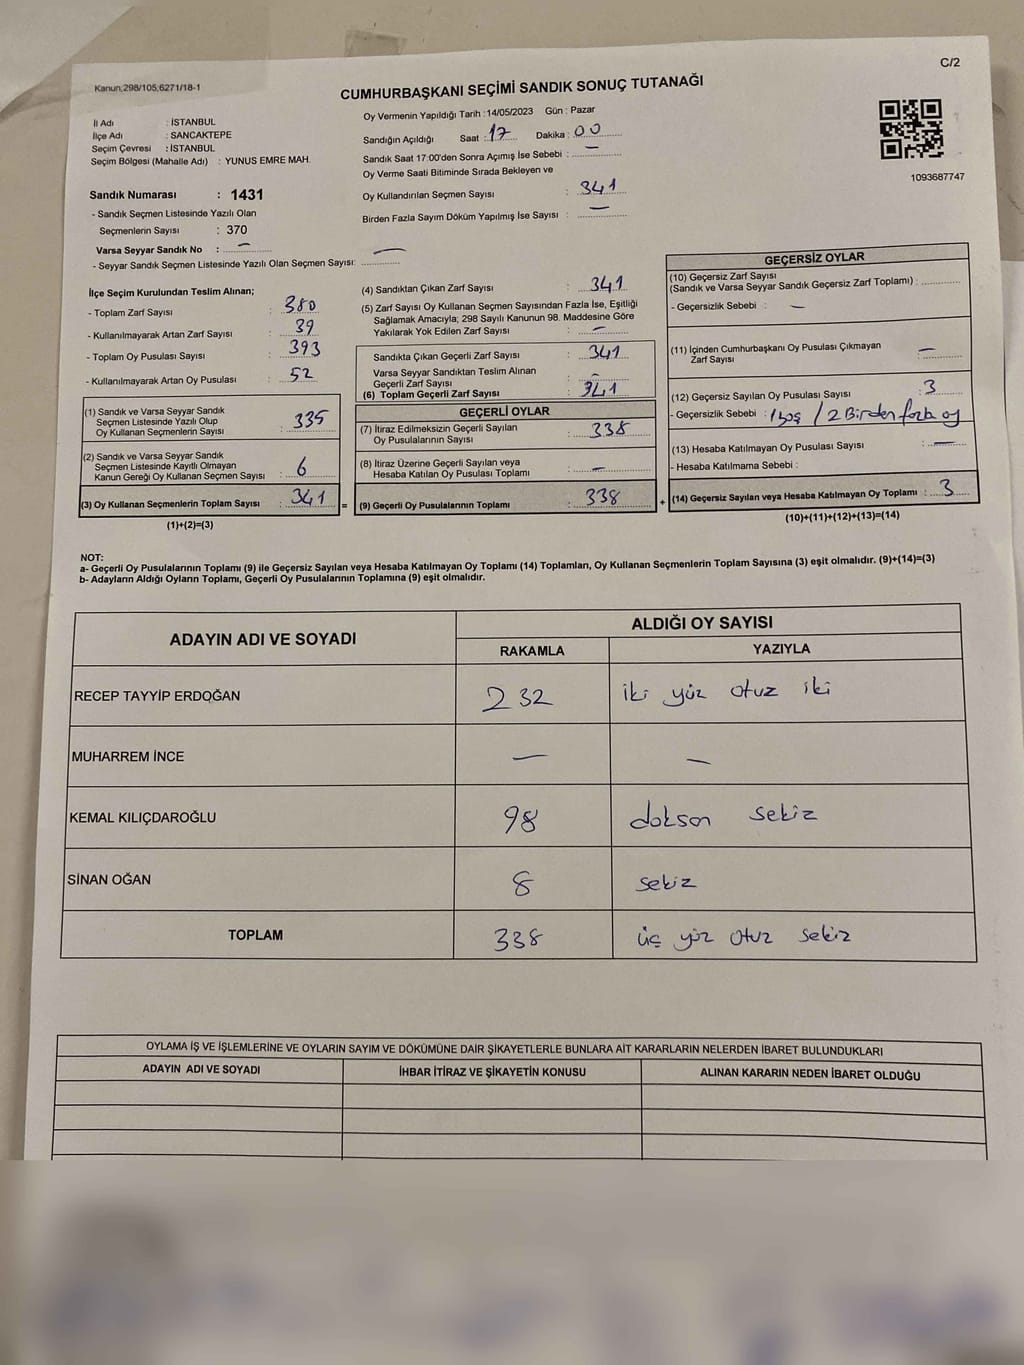 C/2
Kanun;298/105;6271/18-1
CUMHURBAŞKANI SEÇİMİ SANDIK SONUÇ TUTANAĞI
İl Adı : İSTANBUL
İlçe Adı : SANCAKTEPE
Seçim Çevresi : İSTANBUL
Seçim Bölgesi (Mahalle Adı) : YUNUS EMRE MAH.
Sandık Numarası : 1431
- Sandık Seçmen Listesinde Yazılı Olan
Seçmenlerin Sayısı : 370
Varsa Seyyar Sandık No : —
- Seyyar Sandık Seçmen Listesinde Yazılı Olan Seçmen Sayısı: —
Oy Vermenin Yapıldığı Tarih :14/05/2023 Gün : Pazar
Sandığın Açıldığı Saat : 17 Dakika : 00
Sandık Saat 17:00'den Sonra Açımış İse Sebebi : —
Oy Verme Saati Bitiminde Sırada Bekleyen ve
Oy Kullandırılan Seçmen Sayısı : 341
Birden Fazla Sayım Döküm Yapılmış İse Sayısı : —
1093687747
İlçe Seçim Kurulundan Teslim Alınan;
- Toplam Zarf Sayısı : 380
- Kullanılmayarak Artan Zarf Sayısı : 39
- Toplam Oy Pusulası Sayısı : 393
- Kullanılmayarak Artan Oy Pusulası : 52
(1) Sandık ve Varsa Seyyar Sandık
Seçmen Listesinde Yazılı Olup
Oy Kullanan Seçmenlerin Sayısı : 335
(2) Sandık ve Varsa Seyyar Sandık
Seçmen Listesinde Kayıtlı Olmayan
Kanun Gereği Oy Kullanan Seçmen Sayısı : 6
(3) Oy Kullanan Seçmenlerin Toplam Sayısı : 341 =
(1)+(2)=(3)
(4) Sandıktan Çıkan Zarf Sayısı : 341
(5) Zarf Sayısı Oy Kullanan Seçmen Sayısından Fazla İse, Eşitliği
Sağlamak Amacıyla; 298 Sayılı Kanunun 98. Maddesine Göre
Yakılarak Yok Edilen Zarf Sayısı : —
Sandıkta Çıkan Geçerli Zarf Sayısı : 341
Varsa Seyyar Sandıktan Teslim Alınan
Geçerli Zarf Sayısı : —
(6) Toplam Geçerli Zarf Sayısı : 341
GEÇERLİ OYLAR
(7) İtiraz Edilmeksizin Geçerli Sayılan
Oy Pusulalarının Sayısı : 338
(8) İtiraz Üzerine Geçerli Sayılan veya
Hesaba Katılan Oy Pusulası Toplamı : —
(9) Geçerli Oy Pusulalarının Toplamı : 338 +
GEÇERSİZ OYLAR
(10) Geçersiz Zarf Sayısı
(Sandık ve Varsa Seyyar Sandık Geçersiz Zarf Toplamı) :
- Geçersizlik Sebebi : —
(11) İçinden Cumhurbaşkanı Oy Pusulası Çıkmayan
Zarf Sayısı : —
(12) Geçersiz Sayılan Oy Pusulası Sayısı : 3
- Geçersizlik Sebebi : 1 boş / 2 Birden fazla oy
(13) Hesaba Katılmayan Oy Pusulası Sayısı : —
- Hesaba Katılmama Sebebi :
(14) Geçersiz Sayılan veya Hesaba Katılmayan Oy Toplamı : 3
(10)+(11)+(12)+(13)=(14)
NOT:
a- Geçerli Oy Pusulalarının Toplamı (9) ile Geçersiz Sayılan veya Hesaba Katılmayan Oy Toplamı (14) Toplamları, Oy Kullanan Seçmenlerin Toplam Sayısına (3) eşit olmalıdır. (9)+(14)=(3)
b- Adayların Aldığı Oyların Toplamı, Geçerli Oy Pusulalarının Toplamına (9) eşit olmalıdır.
ADAYIN ADI VE SOYADI ALDIĞI OY SAYISI
RAKAMLA YAZIYLA
RECEP TAYYİP ERDOĞAN 232 iki yüz otuz iki
MUHARREM İNCE — —
KEMAL KILIÇDAROĞLU 98 doksan sekiz
SİNAN OĞAN 8 sekiz
TOPLAM 338 üç yüz otuz sekiz
OYLAMA İŞ VE İŞLEMLERİNE VE OYLARIN SAYIM VE DÖKÜMÜNE DAİR ŞİKAYETLERLE BUNLARA AİT KARARLARIN NELERDEN İBARET BULUNDUKLARI
ADAYIN ADI VE SOYADI İHBAR İTİRAZ VE ŞİKAYETİN KONUSU ALINAN KARARIN NEDEN İBARET OLDUĞU